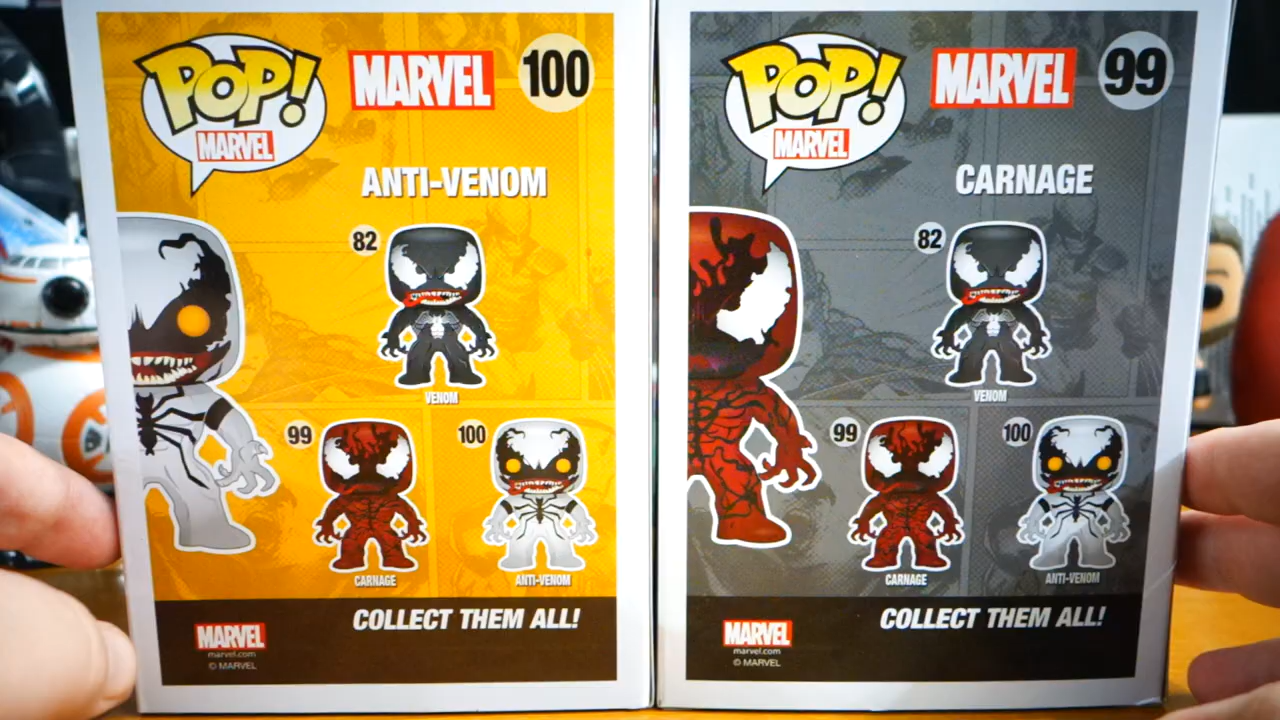 POP!
MARVEL
MARVEL
100
ANTI-VENOM
82
VENOM
99
CARNAGE
100
ANTI-VENOM
COLLECT THEM ALL!
MARVEL
marvel.com
© MARVEL
POP!
MARVEL
MARVEL
99
CARNAGE
82
VENOM
99
CARNAGE
100
ANTI-VENOM
COLLECT THEM ALL!
MARVEL
marvel.com
© MARVEL